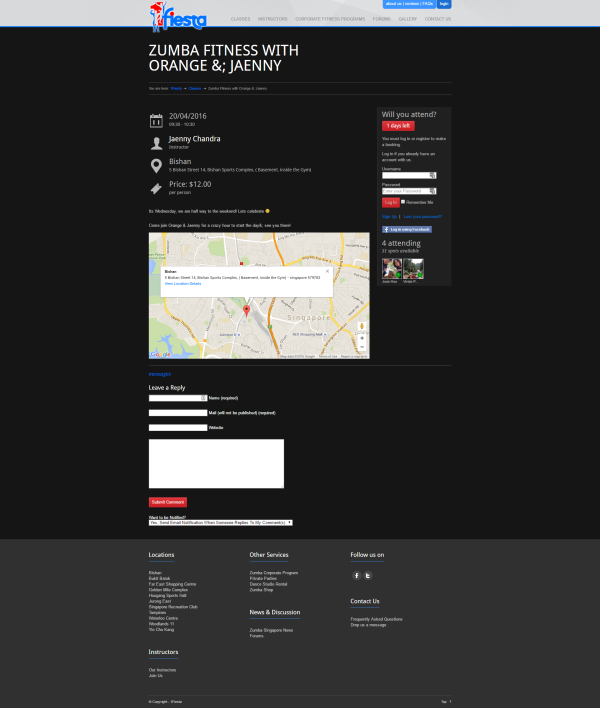 about us | contact | FAQs login
fiesta
CLASSES INSTRUCTORS CORPORATE FITNESS PROGRAMS FORUMS GALLERY CONTACT US
ZUMBA FITNESS WITH
ORANGE &; JAENNY
You are here: Classes Zumba Fitness with Orange &; Jaenny
20/04/2016
09:30 - 10:30
Jaenny Chandra
Instructor
Bishan
5 Bishan Street 14, Bishan Sports Complex, ( Basement, inside the Gym)
Price: $12.00
per person
Its Wednesday, we are half way to the weekend! Lets celebrate
Come join Orange & Jaenny for a crazy hour to start the day!, see you there!
Bishan
5 Bishan Street 14, Bishan Sports Complex, ( Basement, inside the Gym) - singapore 579783
View Location Details
Singapore
Google
Will you attend?
1 days left
You must log in or register to make
a booking.
Log in if you already have an
account with us.
Username
Password
Enter your Password
Log In Remember Me
Sign Up | Lost your password?
Log in using Facebook
4 attending
21 spots available
messages
Leave a Reply
Name (required)
Mail (will not be published) (required)
Website
Submit Comment
Want to be Notified?
Yes, Send Email Notification When Someone Replies To My Comment(s)
Locations
Bishan
Bukit Batok
Far East Shopping Centre
Golden Mile Complex
Hougang Sports Hall
Jurong East
Singapore Recreation Club
Tampines
Waterloo Centre
Woodlands 11
Yio Chu Kang
Instructors
Our Instructors
Join Us
Other Services
Zumba Corporate Program
Private Parties
Dance Studio Rental
Zumba Shop
News & Discussion
Zumba Singapore News
Forums
Follow us on
Contact Us
Frequently Asked Questions
Drop us a message
© Copyright - Top